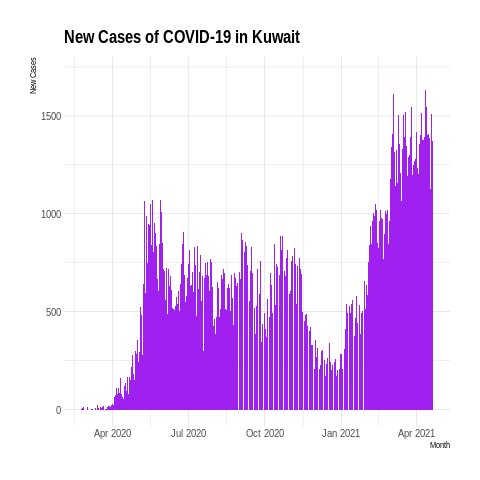 New Cases of COVID-19 in Kuwait
New Cases
1500
1000
500
0
Apr 2020 Jul 2020 Oct 2020 Jan 2021 Apr 2021
Month